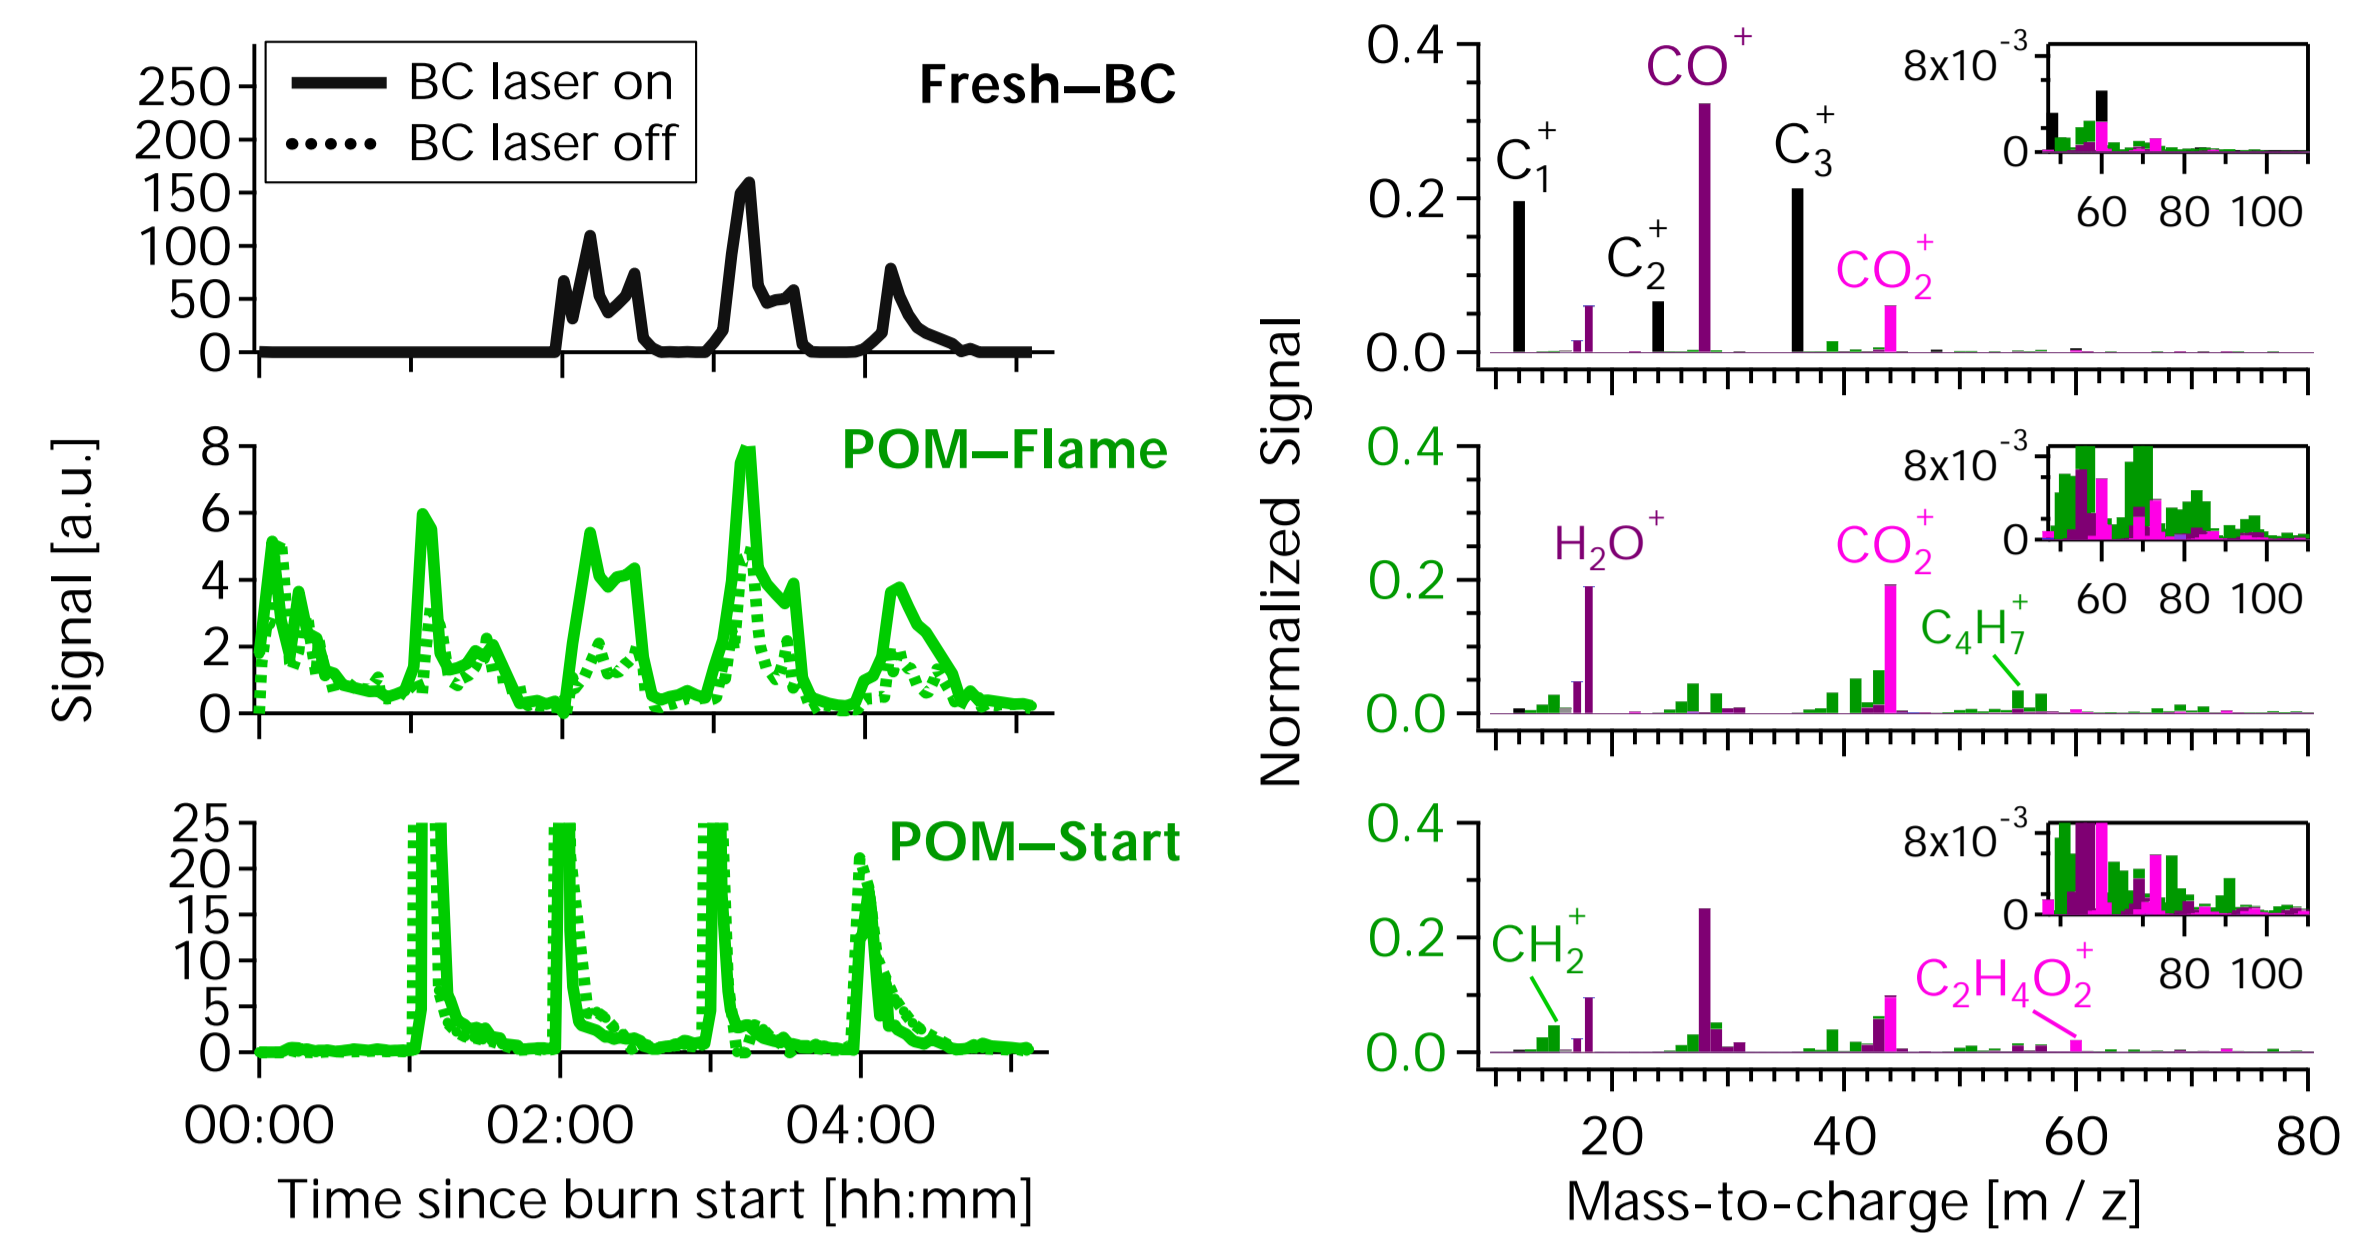 BC laser on
BC laser off
Fresh—BC
250
200
150
100
50
0
POM—Flame
8
6
4
2
0
POM—Start
25
20
15
10
5
0
00:00 02:00 04:00
Time since burn start [hh:mm]
Signal [a.u.]
Normalized Signal
0.4
0.2
0.0
C1+
C2+
CO+
C3+
CO2+
8x10-3
0
60 80 100
0.4
0.2
0.0
H2O+
CO2+
C4H7+
8x10-3
0
60 80 100
0.4
0.2
0.0
CH2+
C2H4O2+
8x10-3
0
80 100
20 40 60 80
Mass-to-charge [m / z]